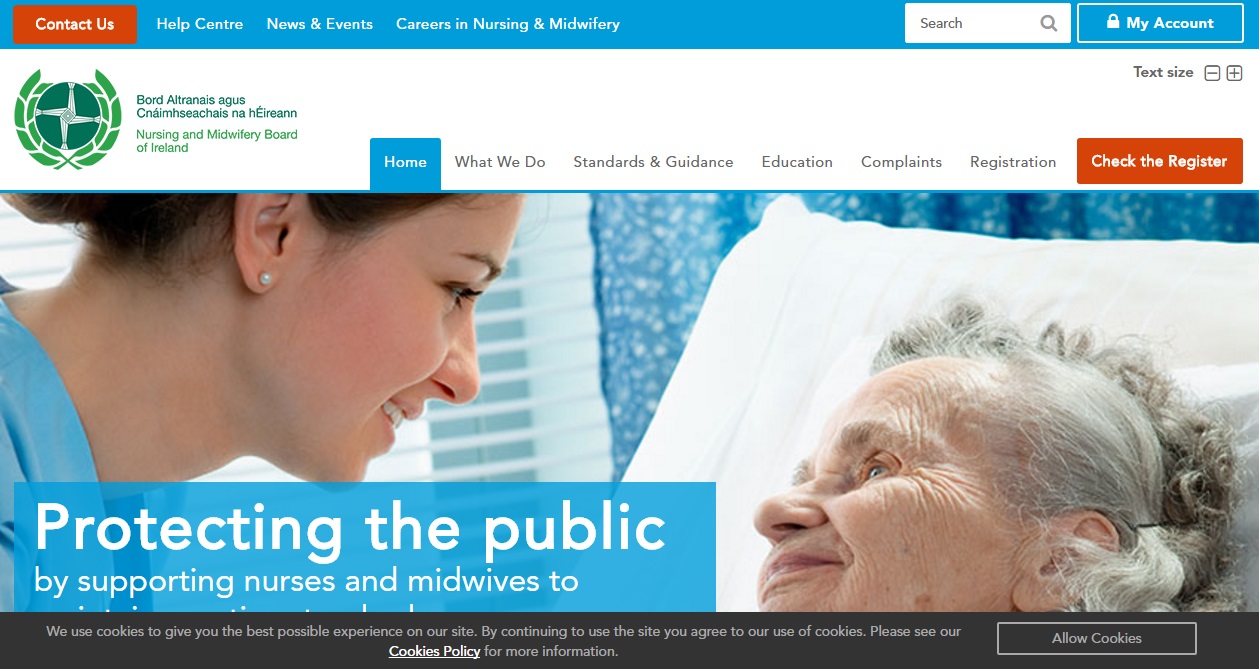 Contact Us
Help Centre
News & Events
Careers in Nursing & Midwifery
Search
My Account
Text size
Bord Altranais agus
Cnáimhseachais na hÉireann
Nursing and Midwifery Board
of Ireland
Home
What We Do
Standards & Guidance
Education
Complaints
Registration
Check the Register
Protecting the public
by supporting nurses and midwives to
We use cookies to give you the best possible experience on our site. By continuing to use the site you agree to our use of cookies. Please see our
Cookies Policy for more information.
Allow Cookies